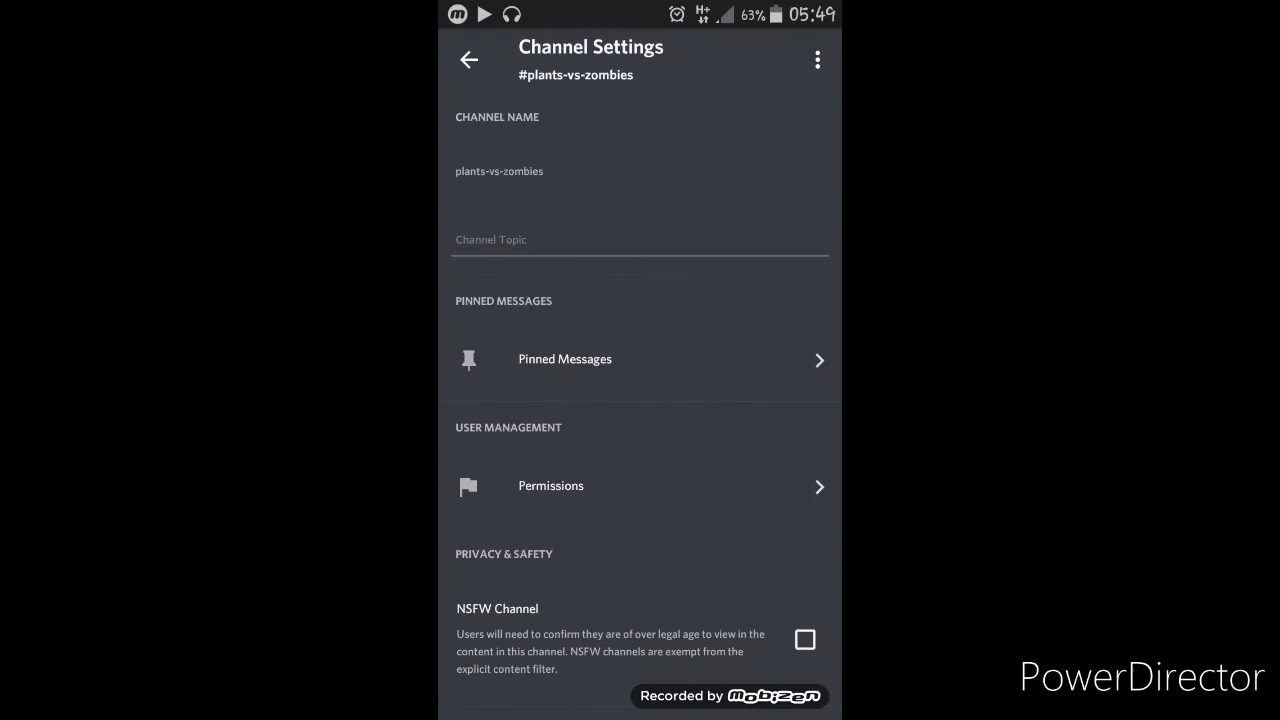 63% 05:49
Channel Settings
#plants-vs-zombies
CHANNEL NAME
plants-vs-zombies
Channel Topic
PINNED MESSAGES
Pinned Messages
USER MANAGEMENT
Permissions
PRIVACY & SAFETY
NSFW Channel
Users will need to confirm they are of over legal age to view in the
content in this channel. NSFW channels are exempt from the
explicit content filter.
Recorded by mobizen
PowerDirector